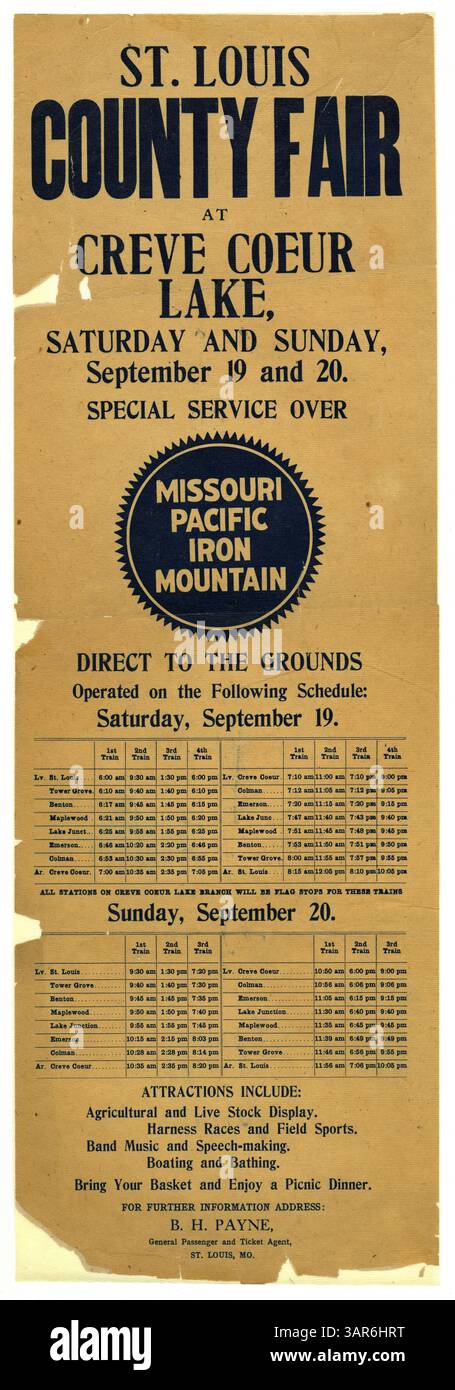 ST. LOUIS
COUNTY FAIR
AT
CREVE COEUR
LAKE,
SATURDAY AND SUNDAY,
September 19 and 20.
SPECIAL SERVICE OVER
MISSOURI
PACIFIC
IRON
MOUNTAIN
DIRECT TO THE GROUNDS
Operated on the Following Schedule:
Saturday, September 19.
1st Train 2nd Train 3rd Train 4th Train 1st Train 2nd Train 3rd Train 4th Train
Lv. St. Louis.... 6:00 am 9:30 am 1:30 pm 6:00 pm Lv. Creve Coeur. 7:10 am 11:00 am 7:10 pm 9:00 pm
Tower Grove. 6:10 am 9:40 am 1:40 pm 6:10 pm Colman..... 7:12 am 11:05 am 7:12 pm 9:05 pm
Benton...... 6:17 am 9:45 am 1:45 pm 6:15 pm Emerson.... 7:20 am 11:15 am 7:20 pm 9:15 pm
Maplewood 6:21 am 9:50 am 1:50 pm 6:20 pm Lake Junc... 7:47 am 11:40 am 7:43 pm 9:40 pm
Lake Junct... 6:25 am 9:55 am 1:55 pm 6:25 pm Maplewood.. 7:51 am 11:45 am 7:48 pm 9:45 pm
Emerson.... 6:46 am 10:20 am 2:20 pm 6:46 pm Benton...... 7:53 am 11:50 am 7:51 pm 9:50 pm
Colman...... 6:53 am 10:30 am 2:30 pm 6:55 pm Tower Grove. 8:00 am 11:55 am 7:57 pm 9:55 pm
Ar. Creve Coeur. 7:00 am 10:35 am 2:35 pm 7:05 pm Ar. St. Louis.... 8:15 am 12:05 pm 8:10 pm 10:05 pm
ALL STATIONS ON CREVE COEUR LAKE BRANCH WILL BE FLAG STOPS FOR THESE TRAINS
Sunday, September 20.
1st Train 2nd Train 3rd Train 1st Train 2nd Train 3rd Train
Lv. St. Louis.......... 9:30 am 1:30 pm 7:20 pm Lv. Creve Coeur........ 10:50 am 6:00 pm 9:00 pm
Tower Grove....... 9:40 am 1:40 pm 7:30 pm Colman............ 10:56 am 6:06 pm 9:06 pm
Benton............ 9:45 am 1:45 pm 7:35 pm Emerson........... 11:05 am 6:15 pm 9:15 pm
Maplewood........ 9:50 am 1:50 pm 7:40 pm Lake Junction...... 11:30 am 6:40 pm 9:40 pm
Lake Junction...... 9:55 am 1:55 pm 7:45 pm Maplewood........ 11:35 am 6:45 pm 9:45 pm
Emerson........... 10:15 am 2:15 pm 8:03 pm Benton............ 11:39 am 6:49 pm 9:49 pm
Colman............ 10:28 am 2:28 pm 8:14 pm Tower Grove....... 11:46 am 6:56 pm 9:55 pm
Ar. Creve Coeur........ 10:35 am 2:35 pm 8:20 pm Ar. St. Louis.......... 11:56 am 7:06 pm 10:05 pm
ATTRACTIONS INCLUDE:
Agricultural and Live Stock Display.
Harness Races and Field Sports.
Band Music and Speech-making.
Boating and Bathing.
Bring Your Basket and Enjoy a Picnic Dinner.
FOR FURTHER INFORMATION ADDRESS:
B. H. PAYNE,
General Passenger and Ticket Agent,
ST. LOUIS, MO.
a a
a a
a a
alamy
Image ID: 3AR6HRT
www.alamy.com